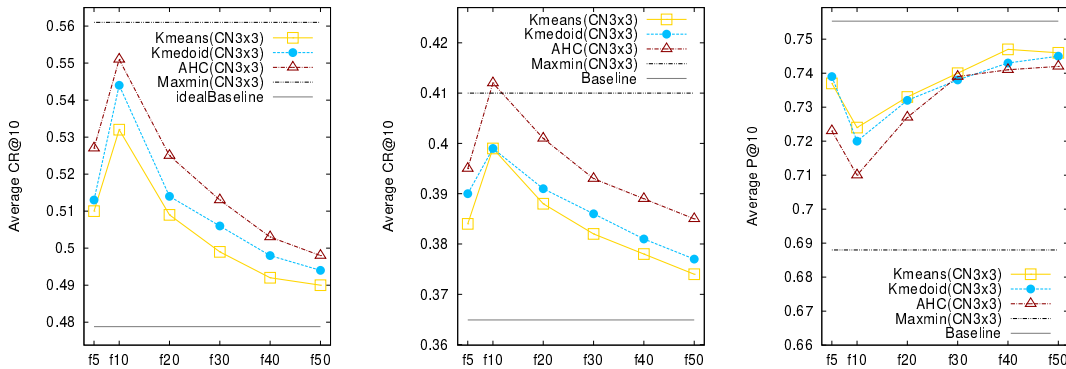 Average CR@10
0.56
0.55
0.54
0.53
0.52
0.51
0.5
0.49
0.48
Kmeans(CN3x3)
Kmedoid(CN3x3)
AHC(CN3x3)
Maxmin(CN3x3)
idealBaseline
f5 f10 f20 f30 f40 f50
Average CR@10
0.42
0.41
0.4
0.39
0.38
0.37
0.36
Kmeans(CN3x3)
Kmedoid(CN3x3)
AHC(CN3x3)
Maxmin(CN3x3)
Baseline
f5 f10 f20 f30 f40 f50
Average P@10
0.75
0.74
0.73
0.72
0.71
0.7
0.69
0.68
0.67
0.66
Kmeans(CN3x3)
Kmedoid(CN3x3)
AHC(CN3x3)
Maxmin(CN3x3)
Baseline
f5 f10 f20 f30 f40 f50